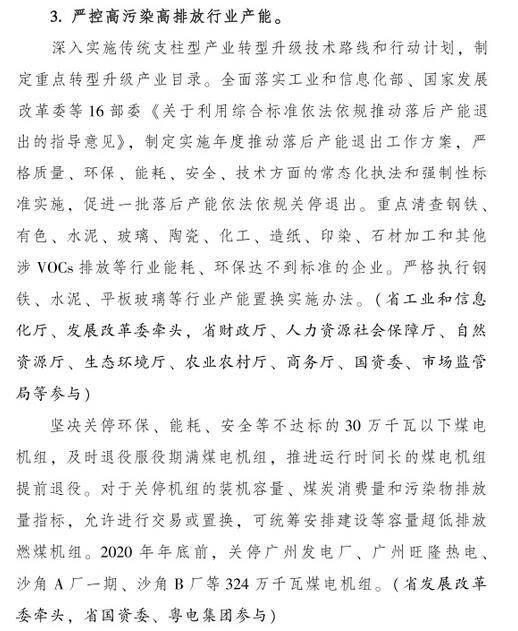 3. 严控高污染高排放行业产能。
深入实施传统支柱型产业转型升级技术路线和行动计划，制
定重点转型升级产业目录。全面落实工业和信息化部、国家发展
改革委等 16 部委《关于利用综合标准依法依规推动落后产能退
出的指导意见》，制定实施年度推动落后产能退出工作方案，严
格质量、环保、能耗、安全、技术方面的常态化执法和强制性标
准实施，促进一批落后产能依法依规关停退出。重点清查钢铁、
有色、水泥、玻璃、陶瓷、化工、造纸、印染、石材加工和其他
涉 VOCs 排放等行业能耗、环保达不到标准的企业。严格执行钢
铁、水泥、平板玻璃等行业产能置换实施办法。（省工业和信息
化厅、发展改革委牵头，省财政厅、人力资源社会保障厅、自然
资源厅、生态环境厅、农业农村厅、商务厅、国资委、市场监管
局等参与）
坚决关停环保、能耗、安全等不达标的 30 万千瓦以下煤电
机组，及时退役服役期满煤电机组，推进运行时间长的煤电机组
提前退役。对于关停机组的装机容量、煤炭消费量和污染物排放
量指标，允许进行交易或置换，可统筹安排建设等容量超低排放
燃煤机组。2020 年年底前，关停广州发电厂、广州旺隆热电、
沙角 A 厂一期、沙角 B 厂等 324 万千瓦煤电机组。（省发展改革
委牵头，省国资委、粤电集团参与）